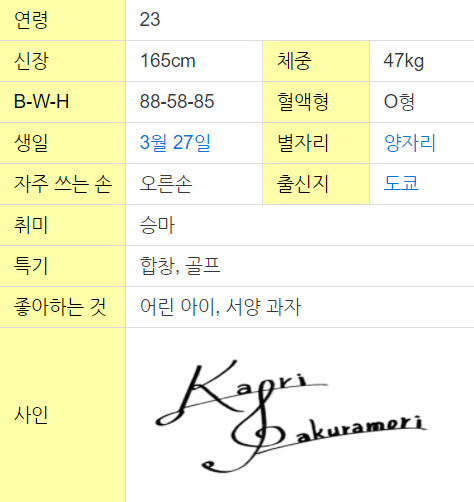 연령 23
신장 165cm 체중 47kg
B-W-H 88-58-85 혈액형 O형
생일 3월 27일 별자리 양자리
자주 쓰는 손 오른손 출신지 도쿄
취미 승마
특기 합창, 골프
좋아하는 것 어린 아이, 서양 과자
사인
Kaori
Sakuramori